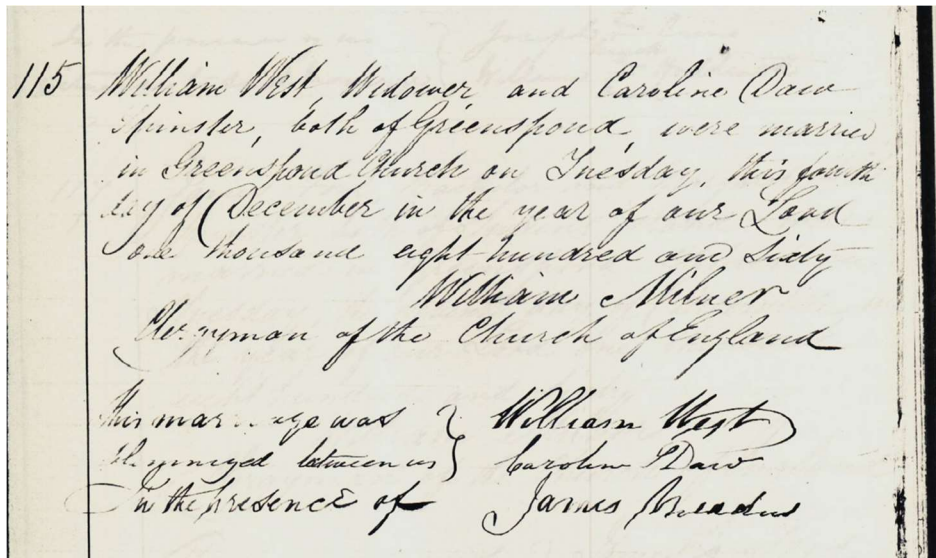 115 William West, Widower, and Caroline Daw
Spinster, both of Greenspond, were married
in Greenspond Church on Tuesday, this fourth
day of December in the year of our Lord
one thousand eight hundred and sixty
William Milner
Clergyman of the Church of England
This marriage was } William West
between us } Caroline Daw
In the presence of James